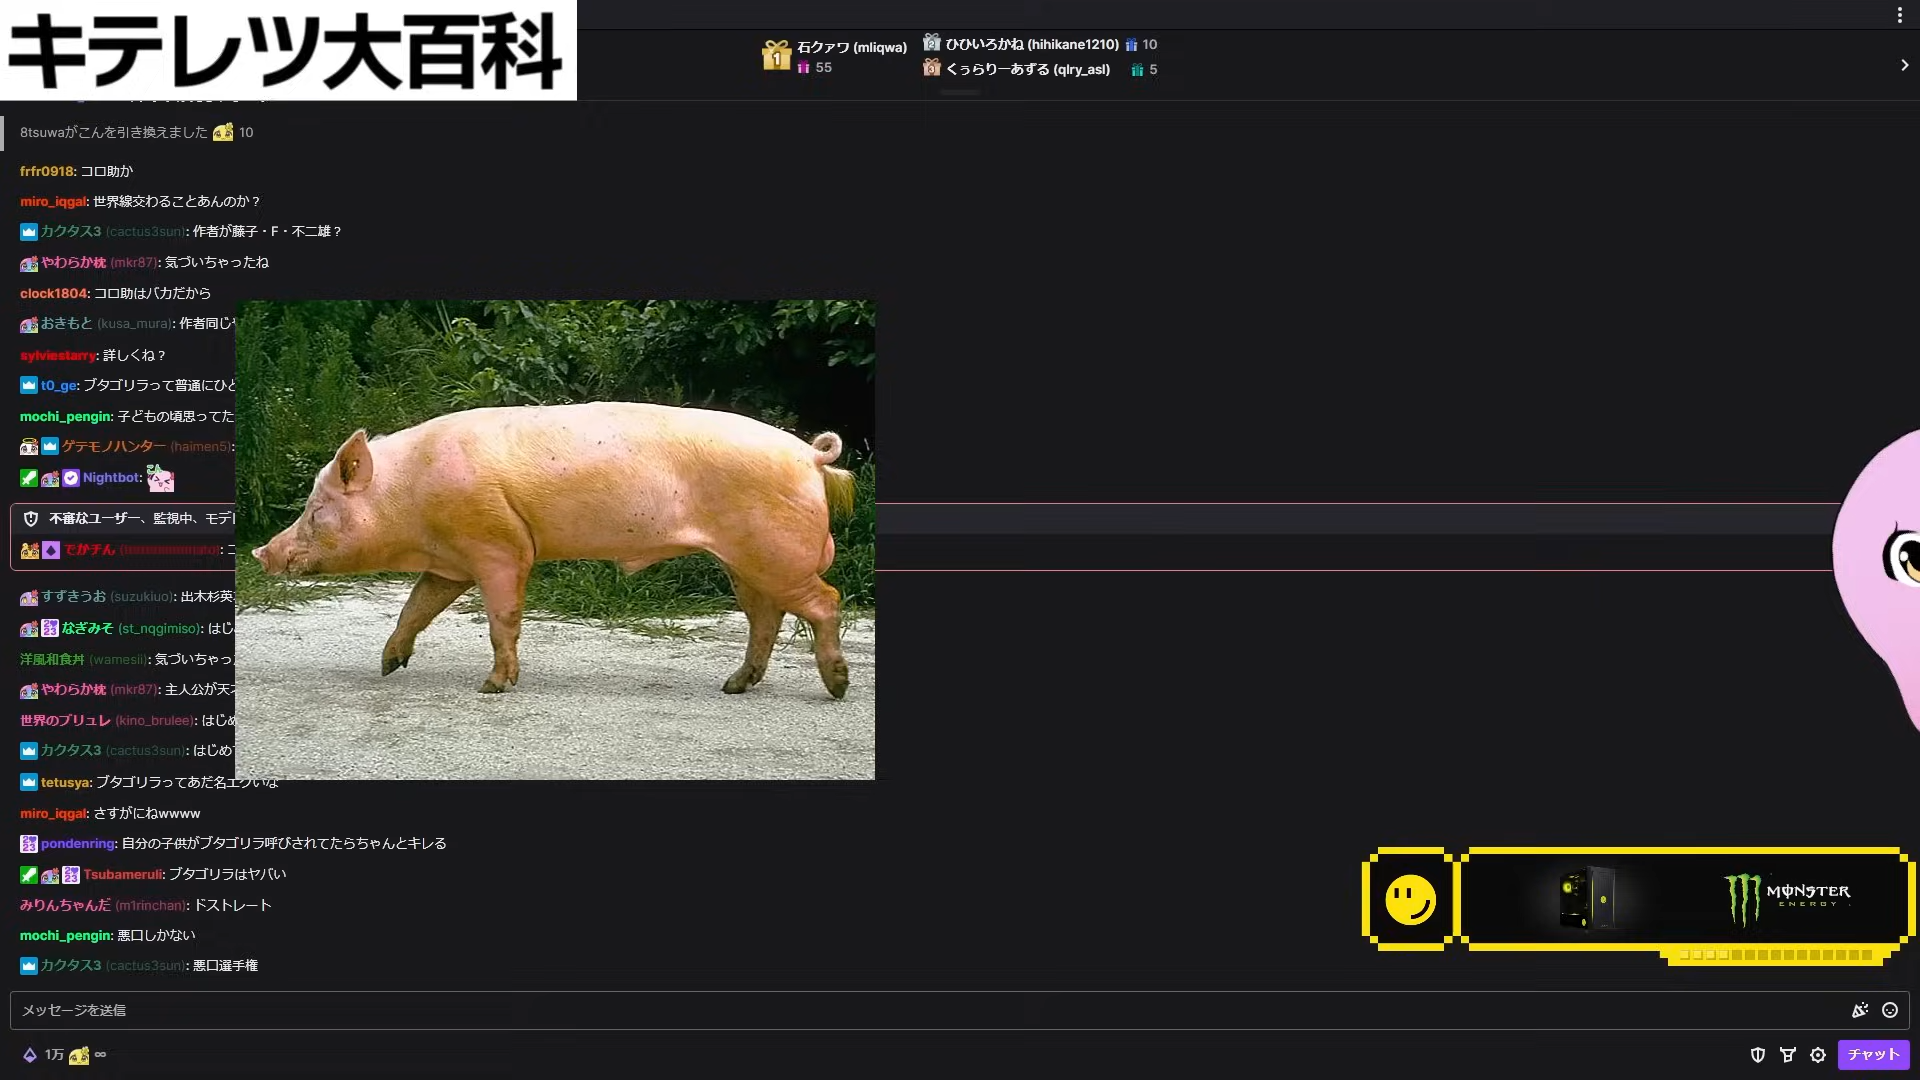 キテレツ大百科
1 石クァワ (mliqwa)
55
2 ひひいろかね (hihikane1210) 10
3 くぅらりーあずる (qlry_asl) 5
8tsuwaがこんを引き換えました 10
frfr0918: コロ助か
miro_iqgal: 世界線交わることあんのか？
カクタス3 (cactus3sun): 作者が藤子・F・不二雄？
やわらか枕 (mkr87): 気づいちゃったね
clock1804: コロ助はバカだから
おきもと (kusa_mura): 作者同じ
sylviestarry: 詳しくね？
t0_ge: ブタゴリラって普通にひど
mochi_pengin: 子どもの頃思ってた
ゲテモノハンター (haimen5):
Nightbot:
不審なユーザー、監視中、モデ
でかチん
すずきうお (suzukiuo): 出木杉英
なぎみそ (st_nqgimiso): はじ
洋風和食丼 (wamesii): 気づいちゃっ
やわらか枕 (mkr87): 主人公が天
世界のブリュレ (kino_brulee): はじめ
カクタス3 (cactus3sun): はじめ
tetusya: ブタゴリラってあだ名エグいな
miro_iqgal: さすがにねwwww
pondenring: 自分の子供がブタゴリラ呼びされてたらちゃんとキレる
Tsubameruli: ブタゴリラはヤバい
みりんちゃんだ (m1rinchan): ドストレート
mochi_pengin: 悪口しかない
カクタス3 (cactus3sun): 悪口選手権
MONSTER
ENERGY
メッセージを送信
1万 ∞
チャット